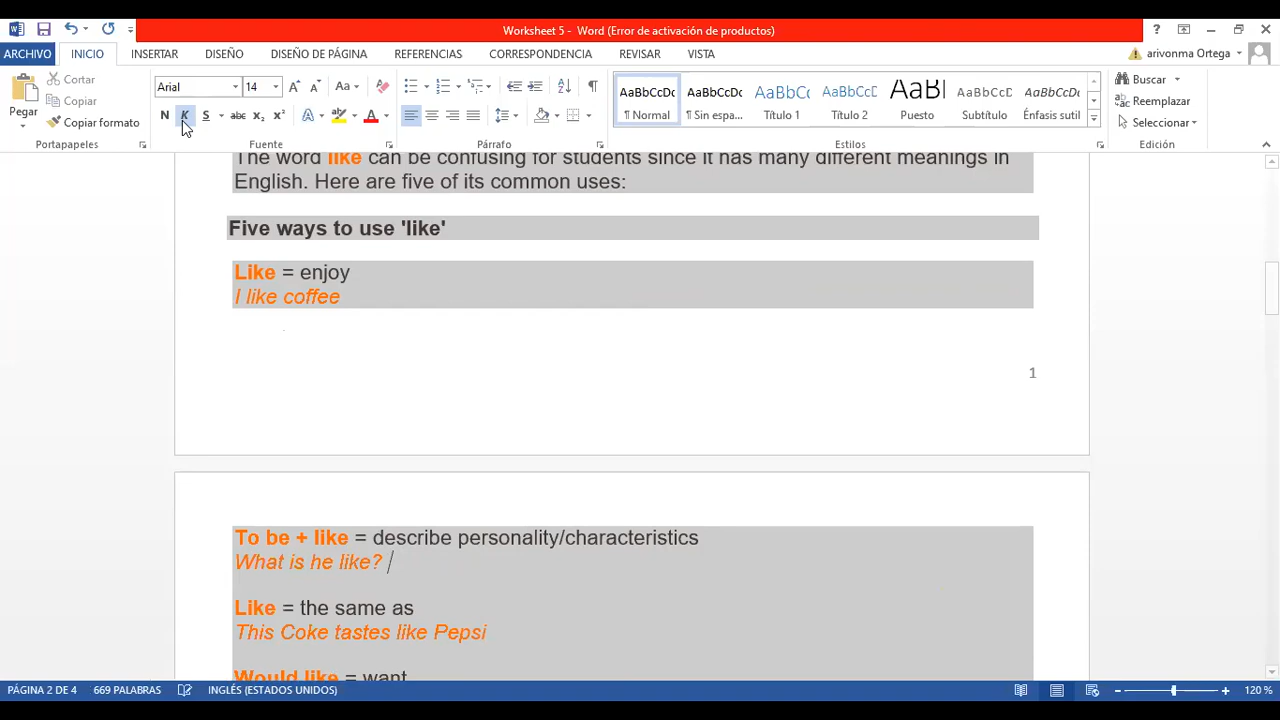 Worksheet 5 - Word (Error de activación de productos)
ARCHIVO INICIO INSERTAR DISEÑO DISEÑO DE PÁGINA REFERENCIAS CORRESPONDENCIA REVISAR VISTA arivonma Ortega
Pegar
Cortar
Copiar
Copiar formato
Portapapeles
Arial 14
Fuente
Párrafo
AaBbCcDc AaBbCcDc AaBbCc AaBbCcC AaBl AaBbCcD AaBbCcDc
¶ Normal ¶ Sin espa... Título 1 Título 2 Puesto Subtítulo Énfasis sutil
Estilos
Buscar
Reemplazar
Seleccionar
Edición
The word like can be confusing for students since it has many different meanings in
English. Here are five of its common uses:
Five ways to use 'like'
Like = enjoy
I like coffee
1
To be + like = describe personality/characteristics
What is he like?
Like = the same as
This Coke tastes like Pepsi
Would like = want
PÁGINA 2 DE 4 669 PALABRAS INGLÉS (ESTADOS UNIDOS) 120 %